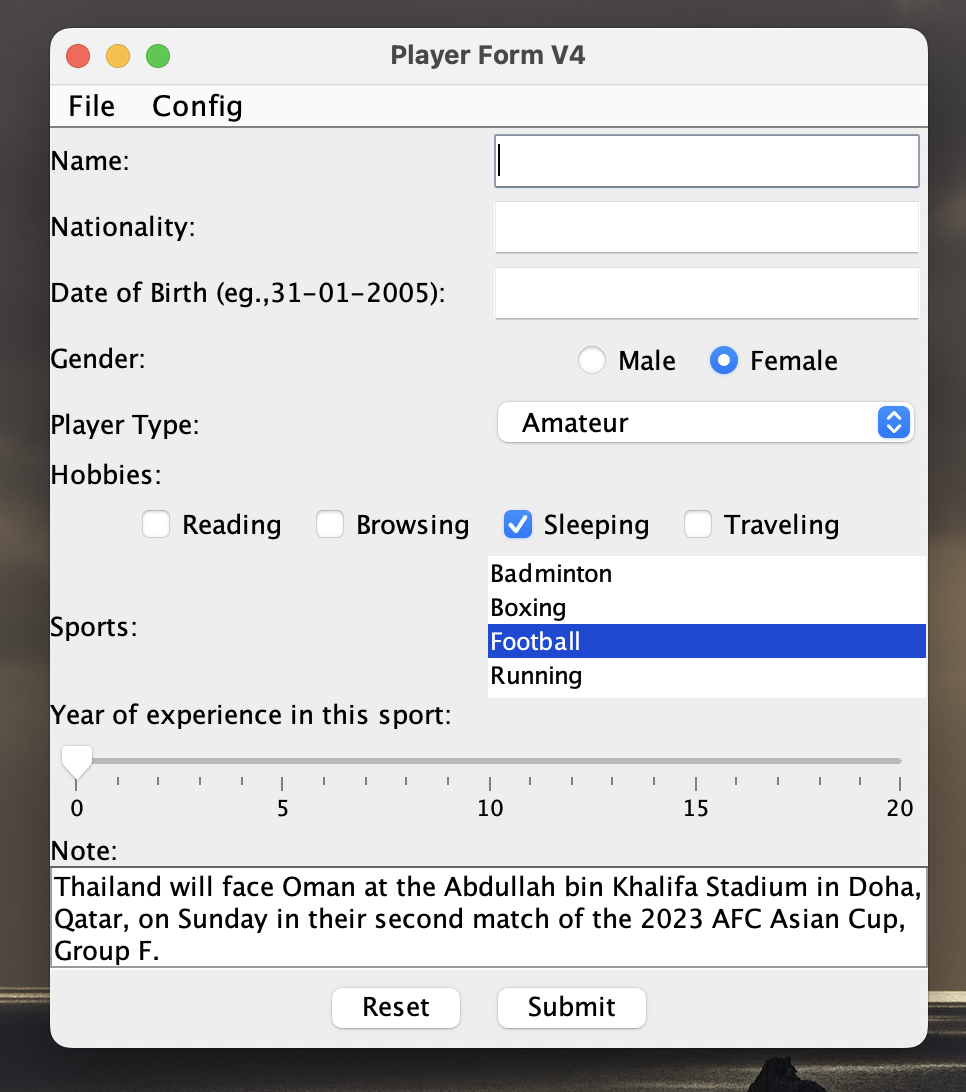 Player Form V4
File Config
Name:
Nationality:
Date of Birth (eg.,31-01-2005):
Gender: Male Female
Player Type: Amateur
Hobbies:
Reading Browsing Sleeping Traveling
Sports:
Badminton
Boxing
Football
Running
Year of experience in this sport:
0 5 10 15 20
Note:
Thailand will face Oman at the Abdullah bin Khalifa Stadium in Doha,
Qatar, on Sunday in their second match of the 2023 AFC Asian Cup,
Group F.
Reset Submit